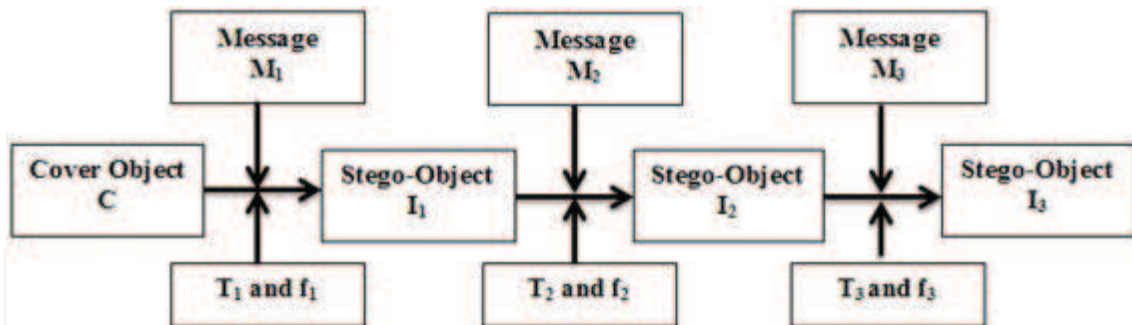 Message
M₁
Message
M₂
Message
M₃
Cover Object
C
Stego-Object
I₁
Stego-Object
I₂
Stego-Object
I₃
T₁ and f₁
T₂ and f₂
T₃ and f₃